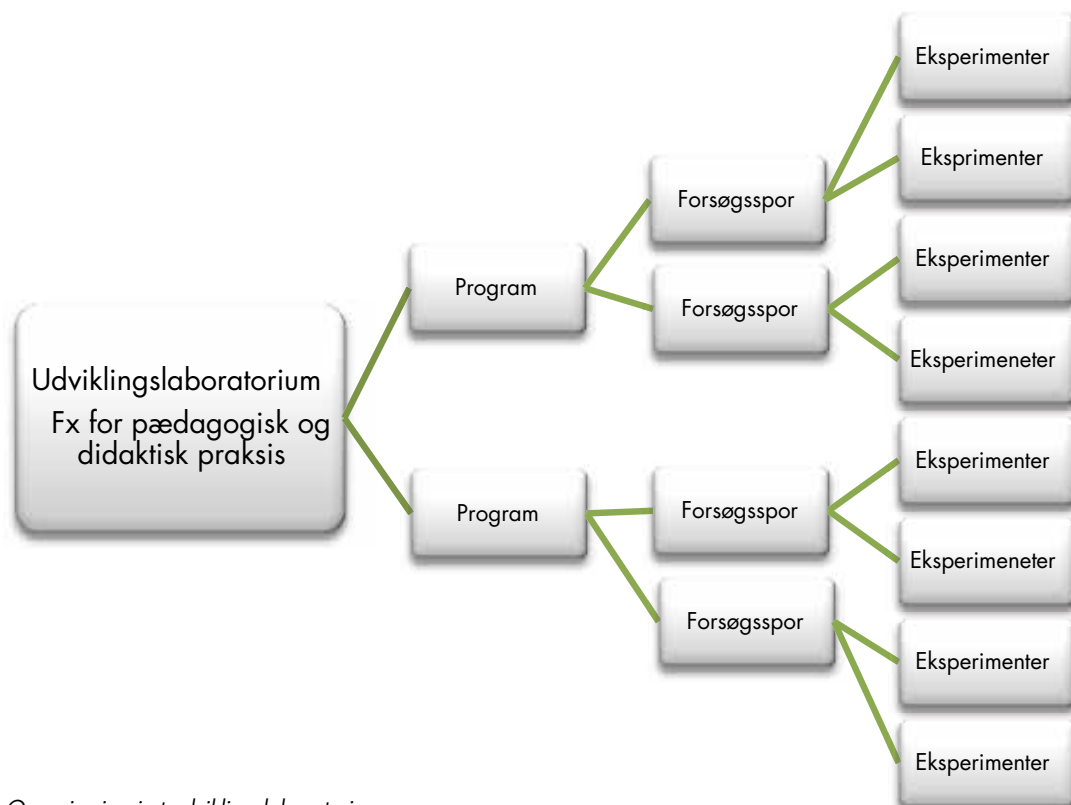 Udviklingslaboratorium
Fx for pædagogisk og
didaktisk praksis
Program
Program
Forsøgsspor
Forsøgsspor
Forsøgsspor
Forsøgsspor
Eksperimenter
Eksprimenter
Eksperimenter
Eksperimeneter
Eksperimenter
Eksperimeneter
Eksperimenter
Eksperimenter